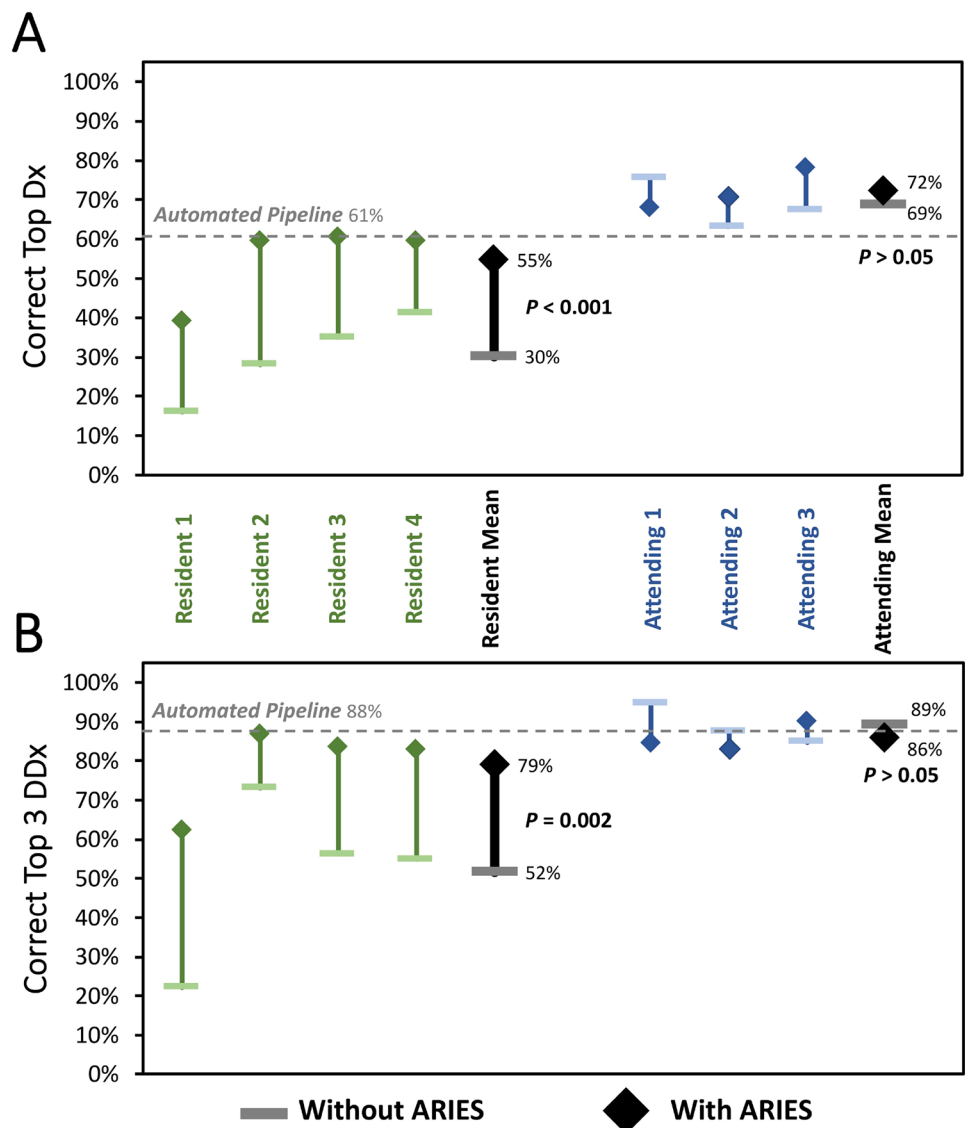 A
Correct Top Dx
100%
90%
80%
70%
60%
50%
40%
30%
20%
10%
0%
Automated Pipeline 61%
55%
P < 0.001
30%
72%
69%
P > 0.05
Resident 1
Resident 2
Resident 3
Resident 4
Resident Mean
Attending 1
Attending 2
Attending 3
Attending Mean
B
Correct Top 3 DDx
100%
90%
80%
70%
60%
50%
40%
30%
20%
10%
0%
Automated Pipeline 88%
79%
P = 0.002
52%
89%
86%
P > 0.05
Without ARIES
With ARIES